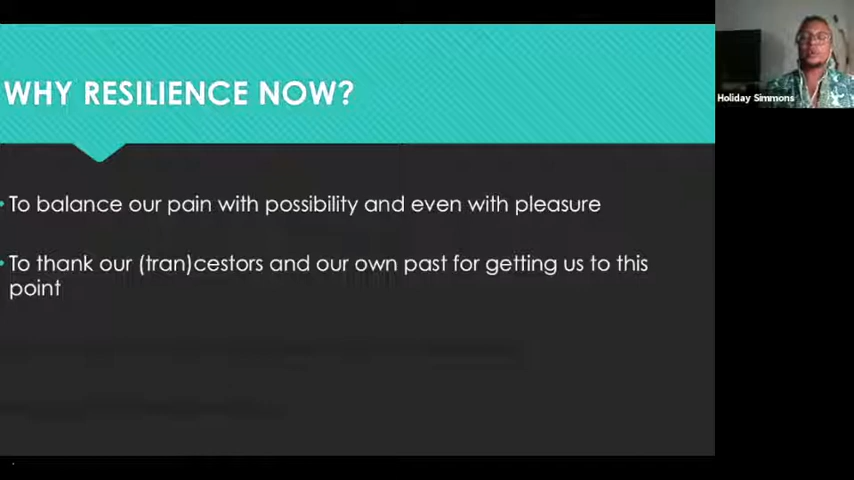 WHY RESILIENCE NOW?
Holiday Simmons
• To balance our pain with possibility and even with pleasure
• To thank our (tran)cestors and our own past for getting us to this
point